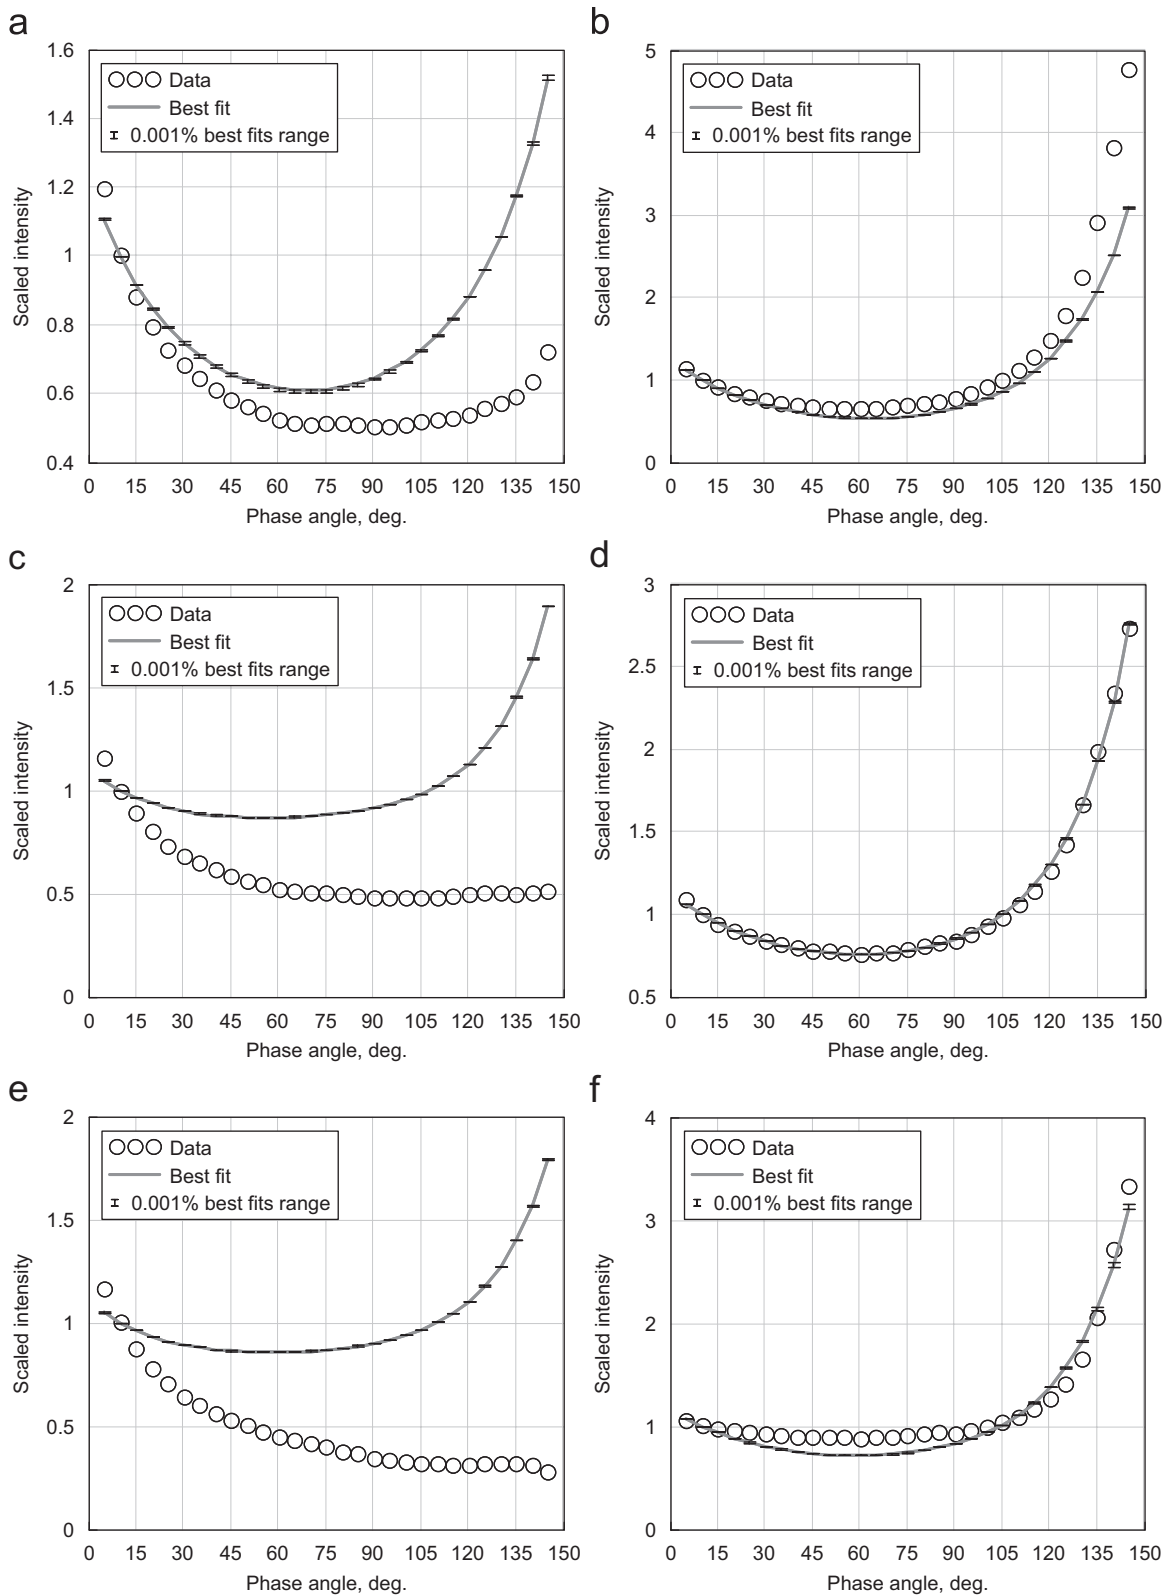 a
1.6
1.4
1.2
1
0.8
0.6
0.4
Scaled intensity
Data
Best fit
0.001% best fits range
0 15 30 45 60 75 90 105 120 135 150
Phase angle, deg.
b
5
4
3
2
1
0
Scaled intensity
Data
Best fit
0.001% best fits range
0 15 30 45 60 75 90 105 120 135 150
Phase angle, deg.
c
2
1.5
1
0.5
0
Scaled intensity
Data
Best fit
0.001% best fits range
0 15 30 45 60 75 90 105 120 135 150
Phase angle, deg.
d
3
2.5
2
1.5
1
0.5
Scaled intensity
Data
Best fit
0.001% best fits range
0 15 30 45 60 75 90 105 120 135 150
Phase angle, deg.
e
2
1.5
1
0.5
0
Scaled intensity
Data
Best fit
0.001% best fits range
0 15 30 45 60 75 90 105 120 135 150
Phase angle, deg.
f
4
3
2
1
0
Scaled intensity
Data
Best fit
0.001% best fits range
0 15 30 45 60 75 90 105 120 135 150
Phase angle, deg.